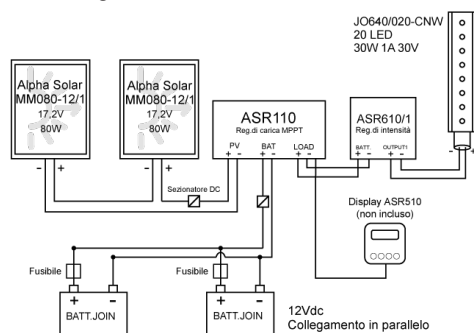 JO640/020-CNW
20 LED
30W 1A 30V
Alpha Solar
MM080-12/1
17,2V
80W
Alpha Solar
MM080-12/1
17,2V
80W
ASR110
Reg.di carica MPPT
PV BAT LOAD
+ - + - + -
ASR610/1
Reg.di intensità
BATT. OUTPUT1
+ - + -
- +
- + - +
Sezionatore DC
Display ASR510
(non incluso)
Fusibile
Fusibile
+ -
BATT.JOIN
+ -
BATT.JOIN
12Vdc
Collegamento in parallelo